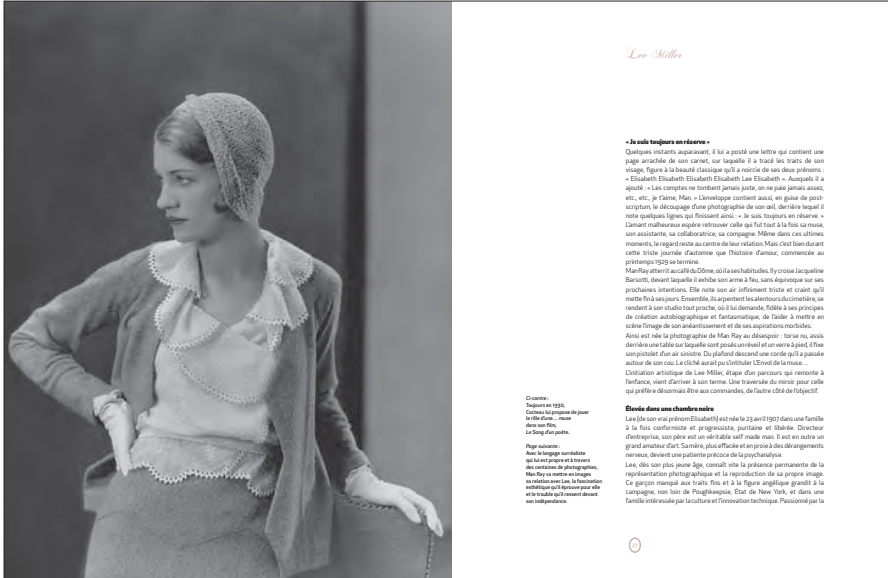 Lee Miller
« Je suis toujours en réserve »
Quelques instants auparavant, il lui a posté une lettre qui contient une
page arrachée de son carnet, sur laquelle il a tracé les traits de son
visage, figure à la beauté classique qu'il a noircie de ses deux prénoms :
« Elisabeth Elisabeth Elisabeth Elisabeth Lee Elisabeth ». Auxquels il a
ajouté : « Les comptes ne tombent jamais juste, on ne paie jamais assez,
etc., etc., je t'aime, Man. » L'enveloppe contient aussi, en guise de post-
scriptum, le découpage d'une photographie de son œil, derrière lequel il
note quelques lignes qui finissent ainsi : « Je suis toujours en réserve. »
L'amant malheureux espère retrouver celle qui fut tout à la fois sa muse,
son assistante, sa collaboratrice, sa compagne. Même dans ces ultimes
moments, le regard reste au centre de leur relation. Mais c'est bien durant
cette triste journée d'automne que l'histoire d'amour, commencée au
printemps 1929 se termine.
Man Ray atterrit au café du Dôme, où il a ses habitudes. Il y croise Jacqueline
Barsotti, devant laquelle il exhibe son arme à feu, sans équivoque sur ses
prochaines intentions. Elle note son air infiniment triste et craint qu'il
mette fin à ses jours. Ensemble, ils arpentent les alentours du cimetière, se
rendent à son studio tout proche, où il lui demande, fidèle à ses principes
de création autobiographique et fantasmatique, de l'aider à mettre en
scène l'image de son anéantissement et de ses aspirations morbides.
Ainsi est née la photographie de Man Ray au désespoir : torse nu, assis
derrière une table sur laquelle sont posés un réveil et un verre à pied, il fixe
son pistolet d'un air sinistre. Du plafond descend une corde qu'il a passée
autour de son cou. Le cliché aurait pu s'intituler L'Envol de la muse…
L'initiation artistique de Lee Miller, étape d'un parcours qui remonte à
l'enfance, vient d'arriver à son terme. Une traversée du miroir pour celle
qui préfère désormais être aux commandes, de l'autre côté de l'objectif.
Élevée dans une chambre noire
Lee (de son vrai prénom Elisabeth) est née le 23 avril 1907 dans une famille
à la fois conformiste et progressiste, puritaine et libérée. Directeur
d'entreprise, son père est un véritable self made man. Il est en outre un
grand amateur d'art. Sa mère, plus effacée et en proie à des dérangements
nerveux, devient une patiente précoce de la psychanalyse.
Lee, dès son plus jeune âge, connaît vite la présence permanente de la
représentation photographique et la reproduction de sa propre image.
Ce garçon manqué aux traits fins et à la figure angélique grandit à la
campagne, non loin de Poughkeepsie, État de New York, et dans une
famille intéressée par la culture et l'innovation technique. Passionné par la
Ci-contre :
Toujours en 1930,
Cocteau lui propose de jouer
le rôle d'une… muse
dans son film,
Le Sang d'un poète.
Page suivante :
Avec le langage surréaliste
qui lui est propre et à travers
des centaines de photographies,
Man Ray va mettre en images
sa relation avec Lee, la fascination
esthétique qu'il éprouve pour elle
et le trouble qu'il ressent devant
son indépendance.